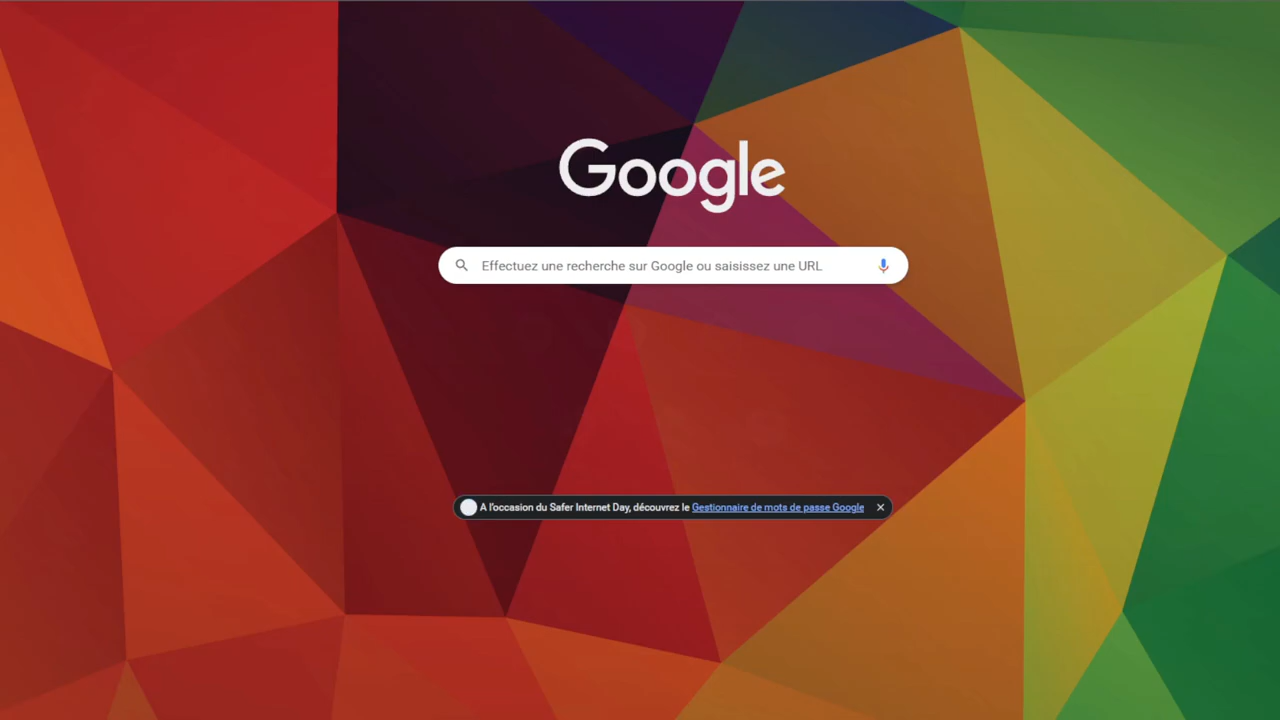 Google
Effectuez une recherche sur Google ou saisissez une URL
A l'occasion du Safer Internet Day, découvrez le Gestionnaire de mots de passe Google